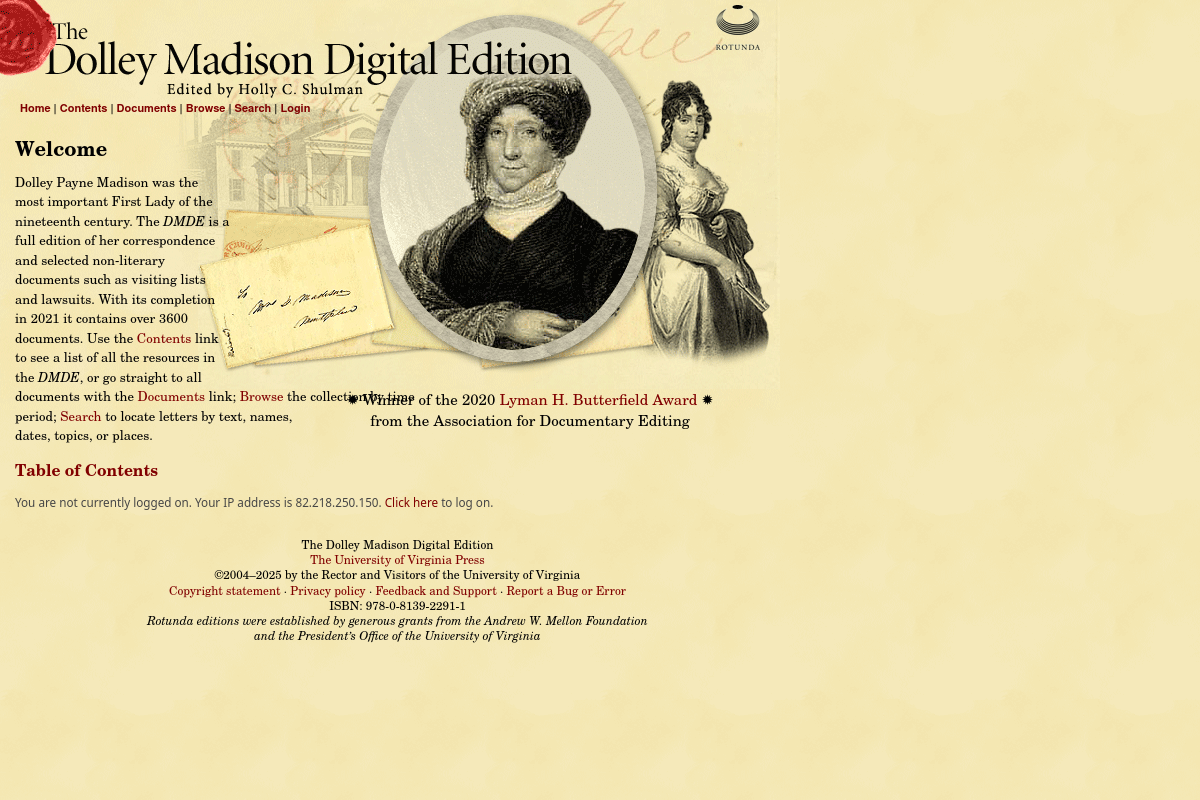 The
Dolley Madison Digital Edition
Edited by Holly C. Shulman
ROTUNDA
Free
Home | Contents | Documents | Browse | Search | Login
Welcome
Dolley Payne Madison was the
most important First Lady of the
nineteenth century. The DMDE is a
full edition of her correspondence
and selected non-literary
documents such as visiting lists
and lawsuits. With its completion
in 2021 it contains over 3600
documents. Use the Contents link
to see a list of all the resources in
the DMDE, or go straight to all
documents with the Documents link; Browse the collection by time
period; Search to locate letters by text, names,
dates, topics, or places.
To
Mrs D. Madison
Montpelier
✹ Winner of the 2020 Lyman H. Butterfield Award ✹
from the Association for Documentary Editing
Table of Contents
You are not currently logged on. Your IP address is 82.218.250.150. Click here to log on.
The Dolley Madison Digital Edition
The University of Virginia Press
©2004–2025 by the Rector and Visitors of the University of Virginia
Copyright statement · Privacy policy · Feedback and Support · Report a Bug or Error
ISBN: 978-0-8139-2291-1
Rotunda editions were established by generous grants from the Andrew W. Mellon Foundation
and the President's Office of the University of Virginia